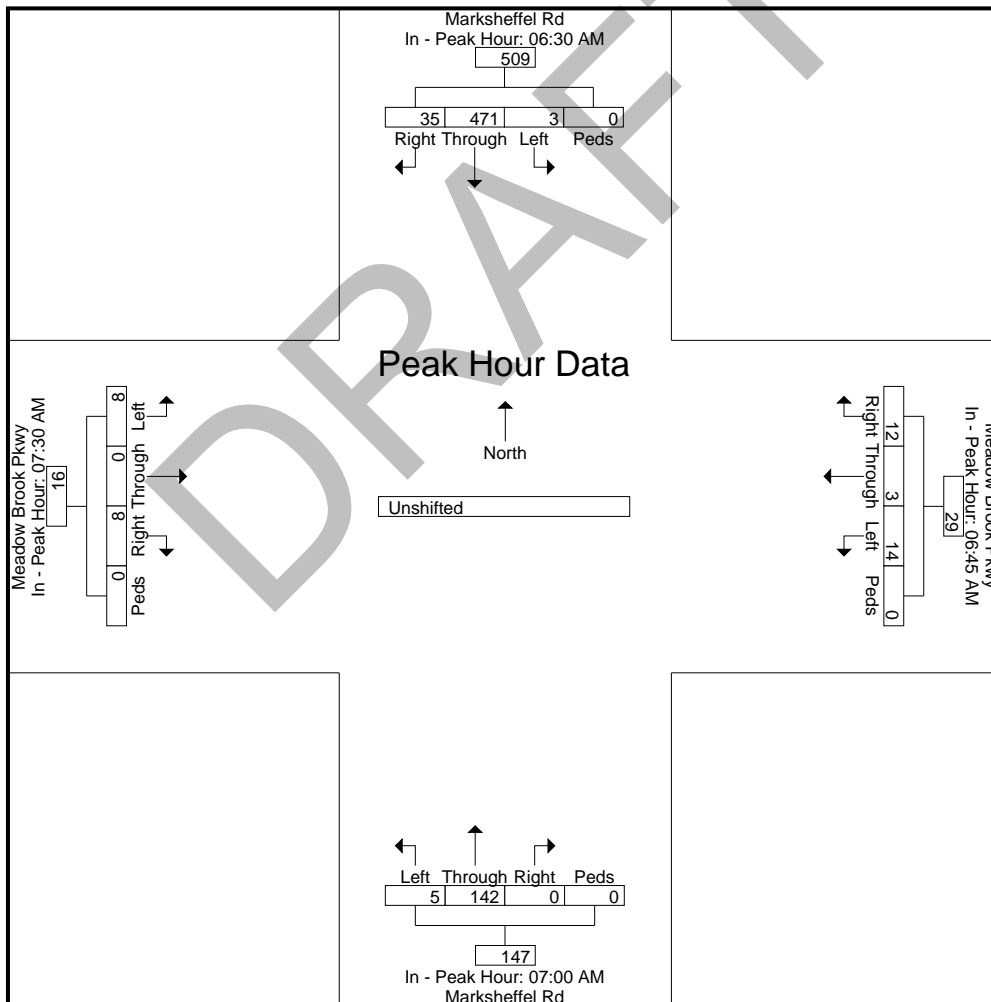 Marksheffel Rd
In - Peak Hour: 06:30 AM
509
35 471 3 0
Right Through Left Peds
DRAFT
Peak Hour Data
North
Unshifted
Meadow Brook Pkwy
In - Peak Hour: 07:30 AM
16
8 0 8 0
Left Through Right Peds
Right Through Left Peds
12 3 14 0
29
In - Peak Hour: 06:45 AM
Meadow Brook Pkwy
Left Through Right Peds
5 142 0 0
147
In - Peak Hour: 07:00 AM
Marksheffel Rd